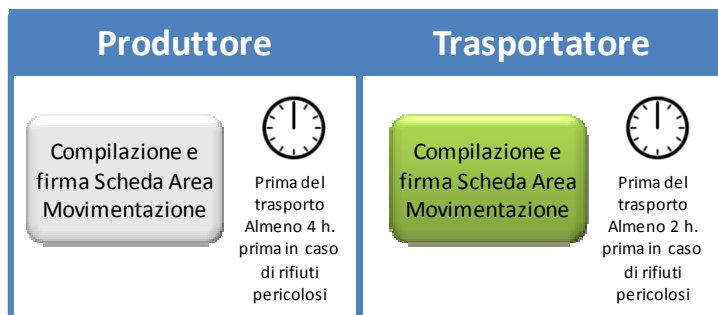 Produttore
Trasportatore
Compilazione e
firma Scheda Area
Movimentazione
Prima del
trasporto
Almeno 4 h.
prima in caso
di rifiuti
pericolosi
Compilazione e
firma Scheda Area
Movimentazione
Prima del
trasporto
Almeno 2 h.
prima in caso
di rifiuti
pericolosi